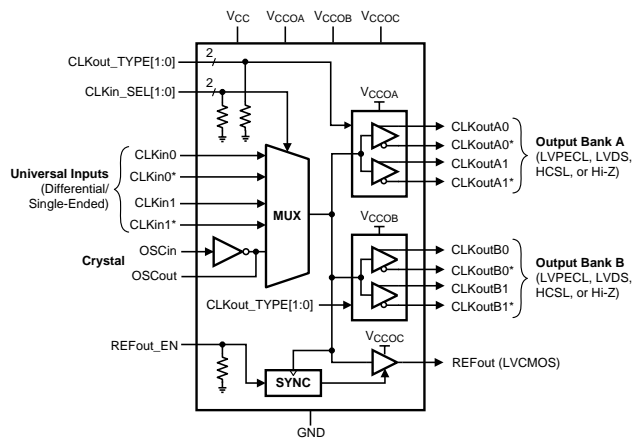 VCC VCCOA VCCOB VCCOC
CLKout_TYPE[1:0]
2
CLKin_SEL[1:0]
2
Universal Inputs
(Differential/
Single-Ended)
CLKin0
CLKin0*
CLKin1
CLKin1*
MUX
Crystal
OSCin
OSCout
VCCOA
CLKoutA0
CLKoutA0*
CLKoutA1
CLKoutA1*
Output Bank A
(LVPECL, LVDS,
HCSL, or Hi-Z)
VCCOB
CLKoutB0
CLKoutB0*
CLKoutB1
CLKoutB1*
Output Bank B
(LVPECL, LVDS,
HCSL, or Hi-Z)
CLKout_TYPE[1:0]
VCCOC
REFout_EN
SYNC
REFout (LVCMOS)
GND